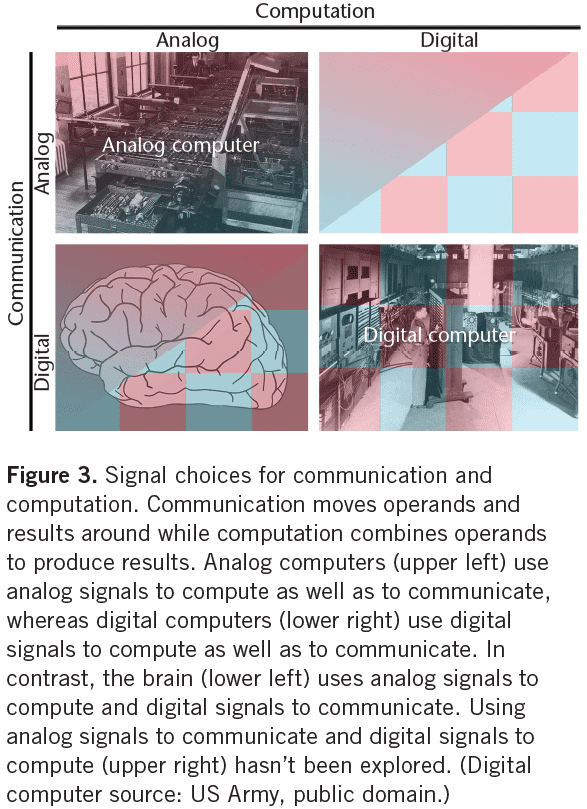 Computation
Analog
Digital
Communication
Analog
Analog computer
Digital
Digital computer
Figure 3. Signal choices for communication and
computation. Communication moves operands and
results around while computation combines operands
to produce results. Analog computers (upper left) use
analog signals to compute as well as to communicate,
whereas digital computers (lower right) use digital
signals to compute as well as to communicate. In
contrast, the brain (lower left) uses analog signals to
compute and digital signals to communicate. Using
analog signals to communicate and digital signals to
compute (upper right) hasn’t been explored. (Digital
computer source: US Army, public domain.)